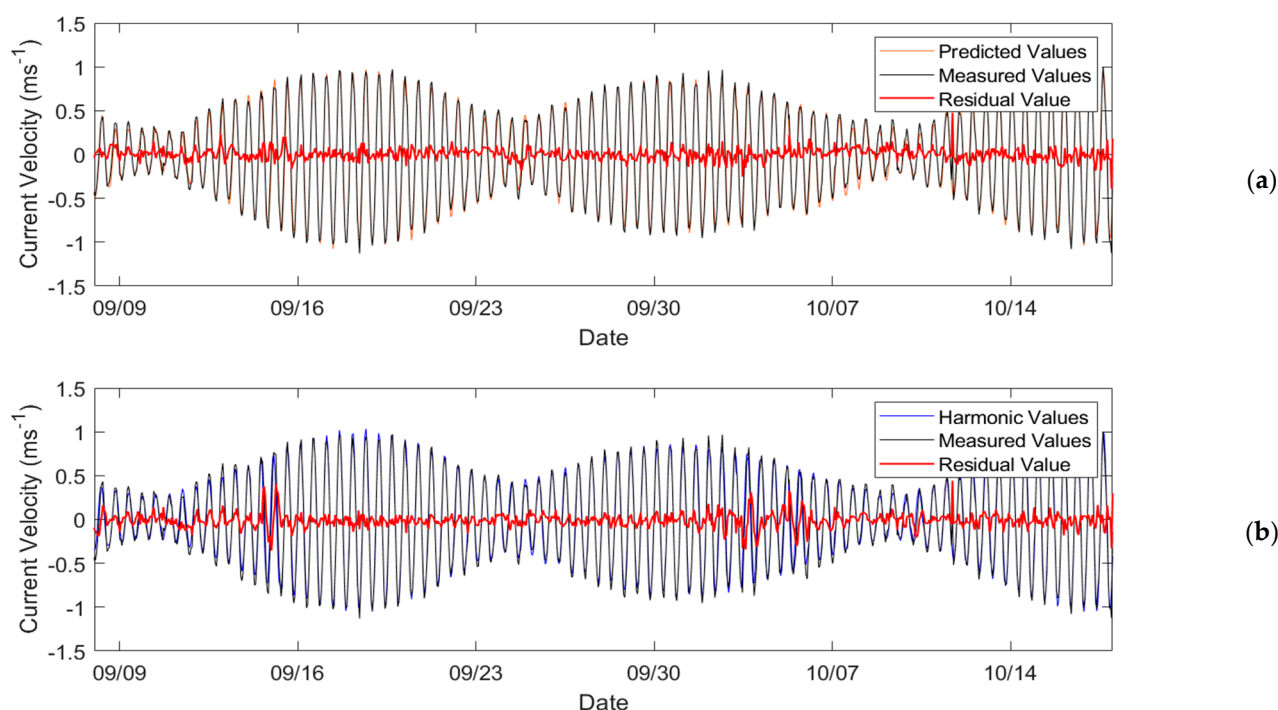 1.5
1
0.5
0
-0.5
-1
-1.5
Current Velocity (ms⁻¹)
Predicted Values
Measured Values
Residual Value
(a)
09/09 09/16 09/23 09/30 10/07 10/14
Date
1.5
1
0.5
0
-0.5
-1
-1.5
Current Velocity (ms⁻¹)
Harmonic Values
Measured Values
Residual Value
(b)
09/09 09/16 09/23 09/30 10/07 10/14
Date